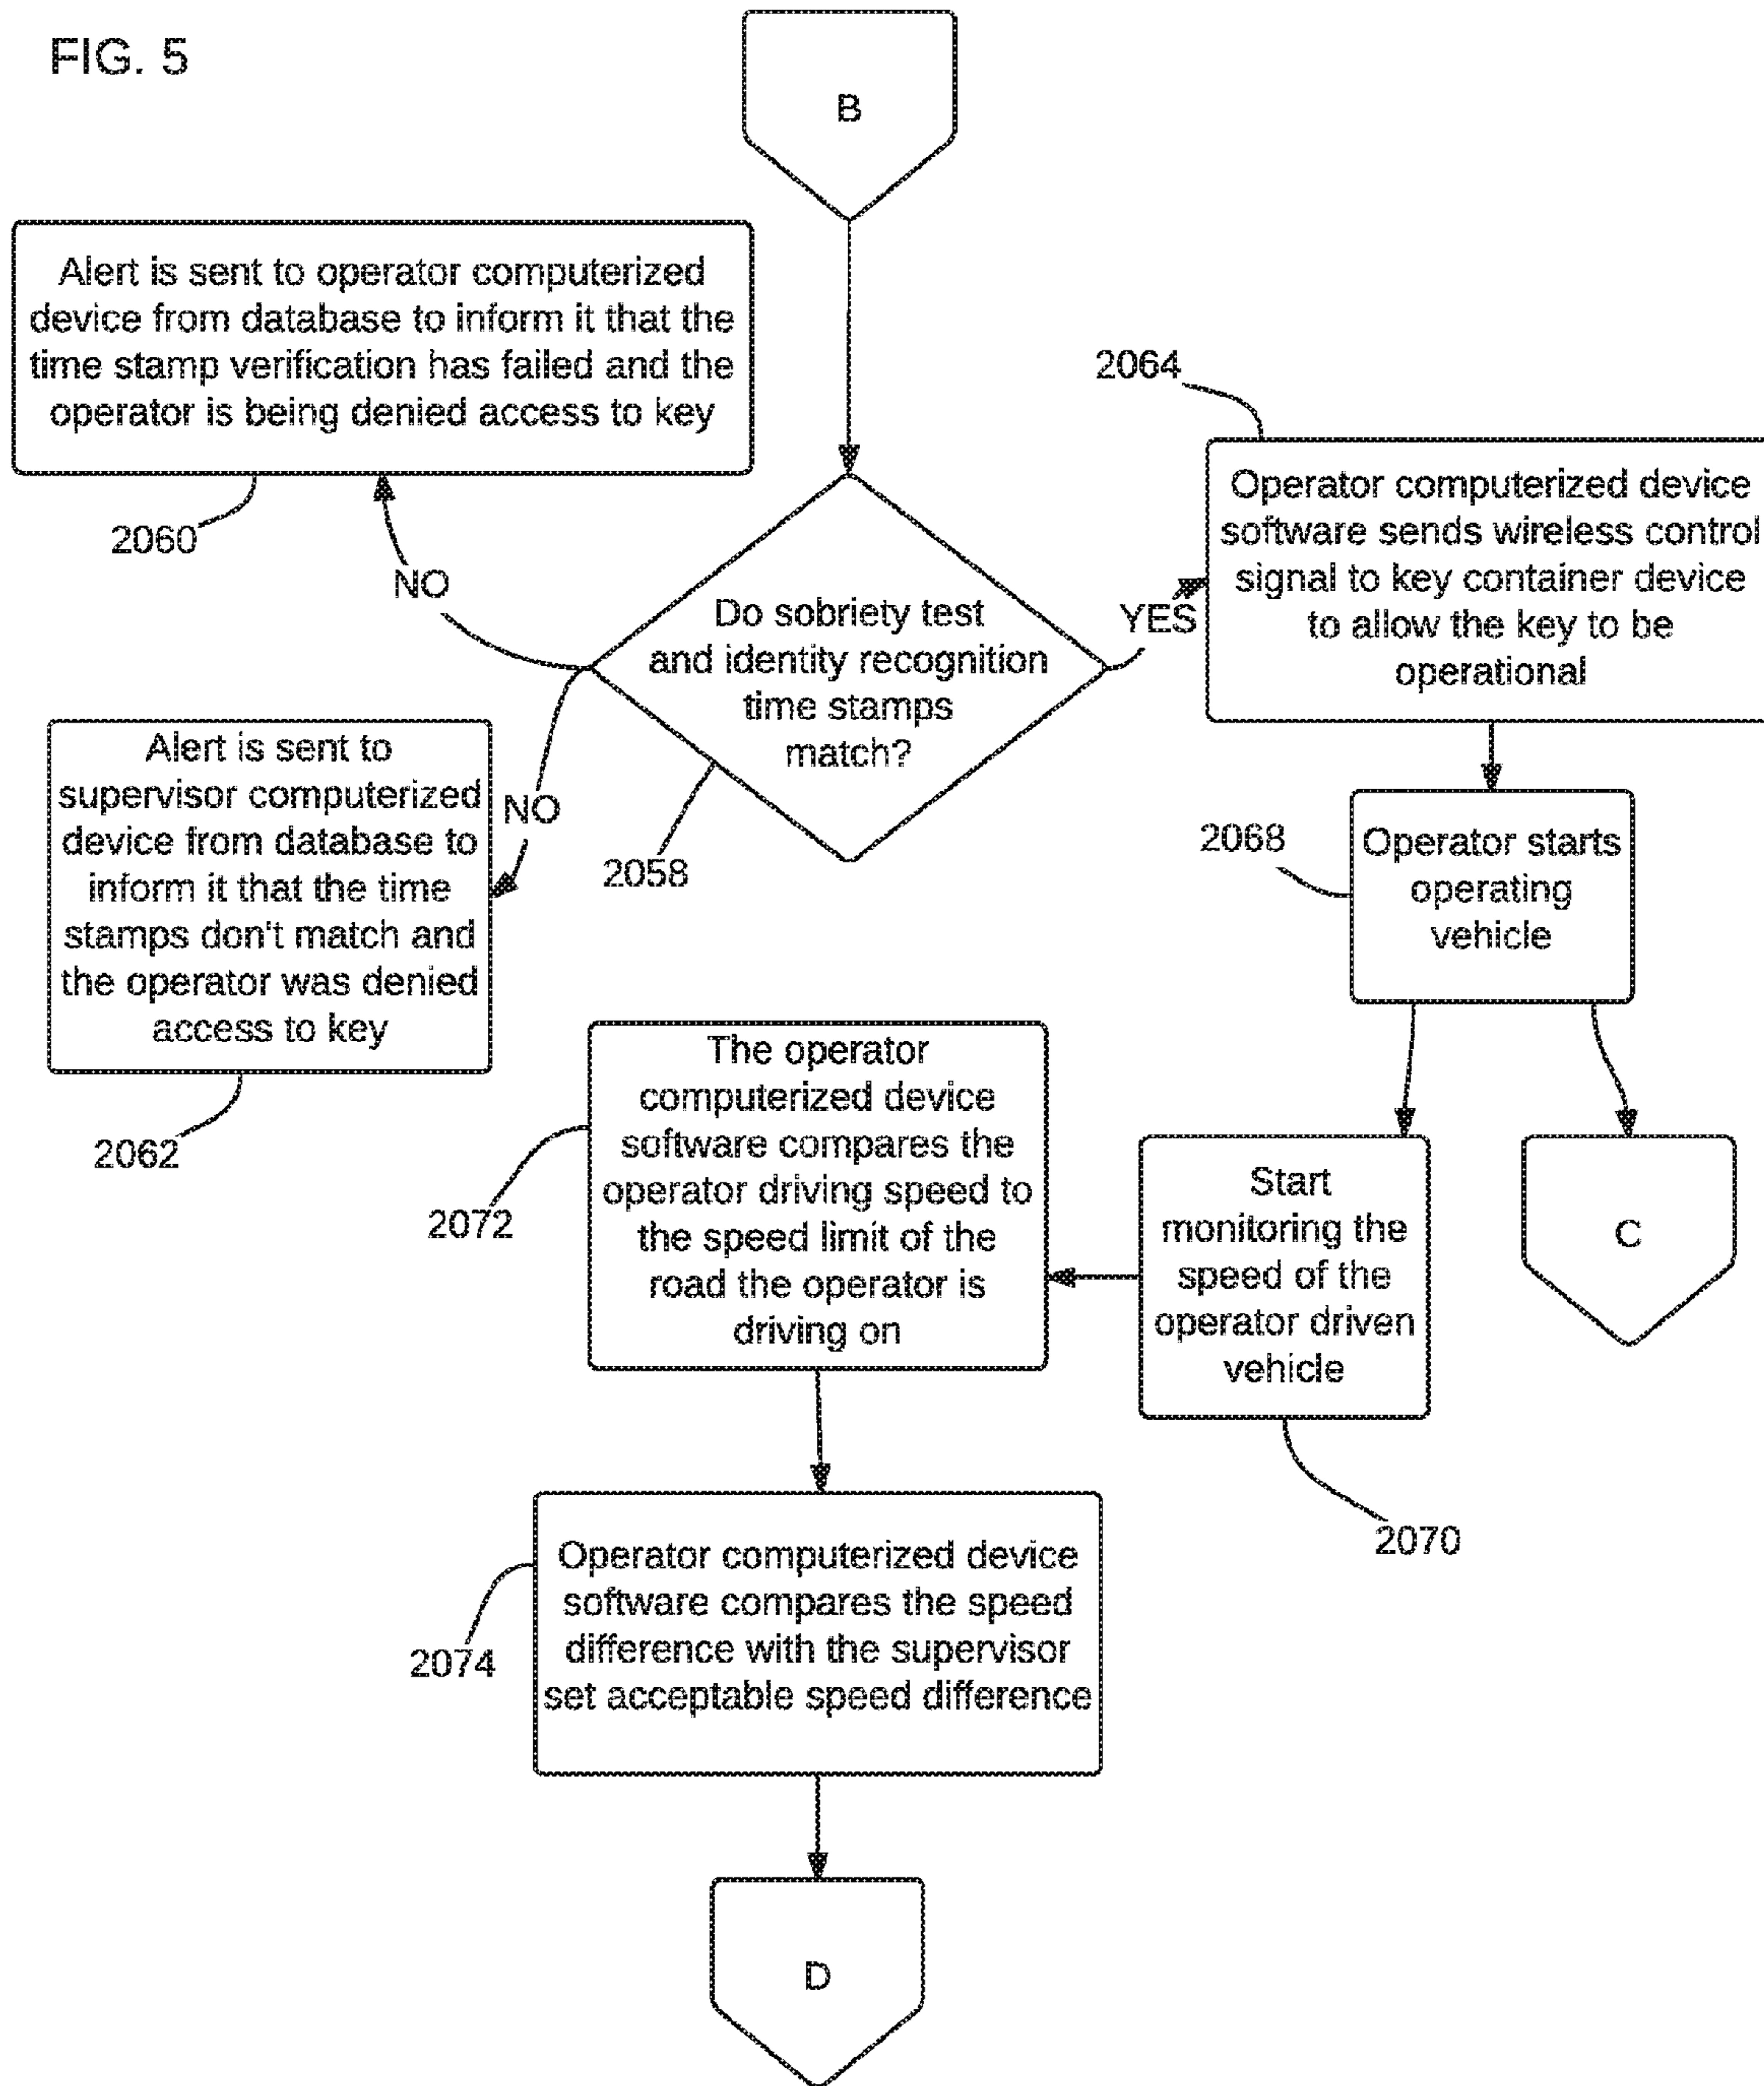 FIG. 5
B
Alert is sent to operator computerized
device from database to inform it that the
time stamp verification has failed and the
operator is being denied access to key
2060
NO
Do sobriety test
and identity recognition
time stamps
match?
2058
YES
2064
Operator computerized device
software sends wireless control
signal to key container device
to allow the key to be
operational
NO
Alert is sent to
supervisor computerized
device from database to
inform it that the time
stamps don't match and
the operator was denied
access to key
2062
2068
Operator starts
operating
vehicle
C
Start
monitoring the
speed of the
operator driven
vehicle
2070
The operator
computerized device
software compares the
operator driving speed to
the speed limit of the
road the operator is
driving on
2072
Operator computerized device
software compares the speed
difference with the supervisor
set acceptable speed difference
2074
D